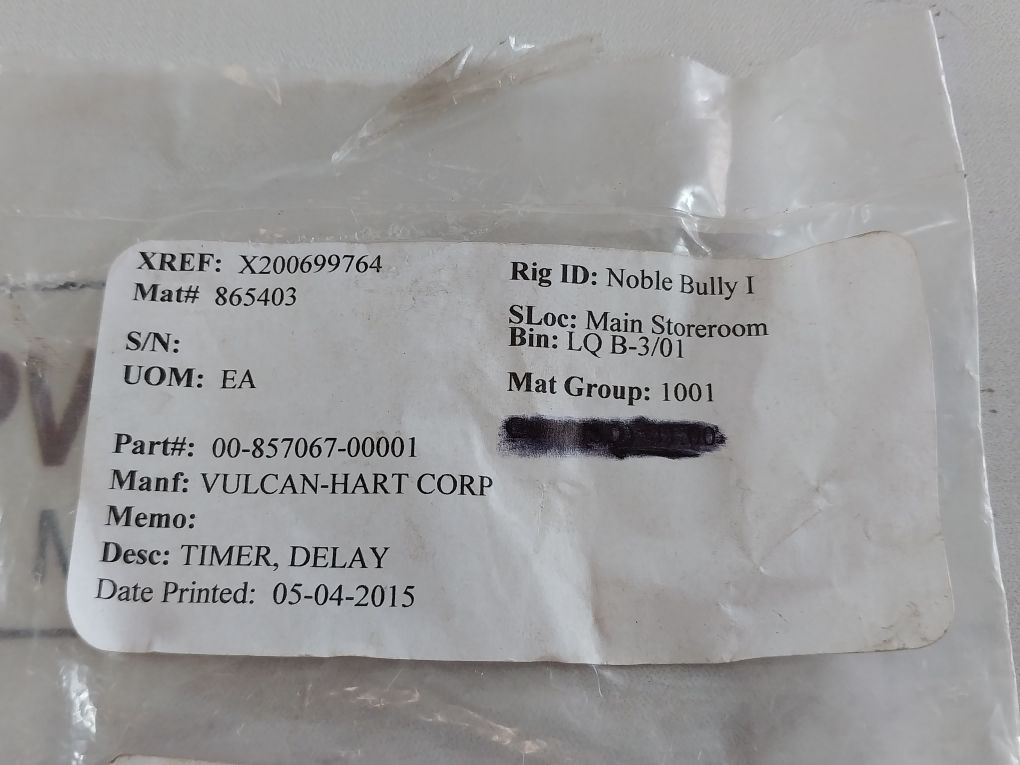 XREF: X200699764
Mat# 865403
S/N:
UOM: EA
Part#: 00-857067-00001
Manf: VULCAN-HART CORP
Memo:
Desc: TIMER, DELAY
Date Printed: 05-04-2015
Rig ID: Noble Bully I
SLoc: Main Storeroom
Bin: LQ B-3/01
Mat Group: 1001